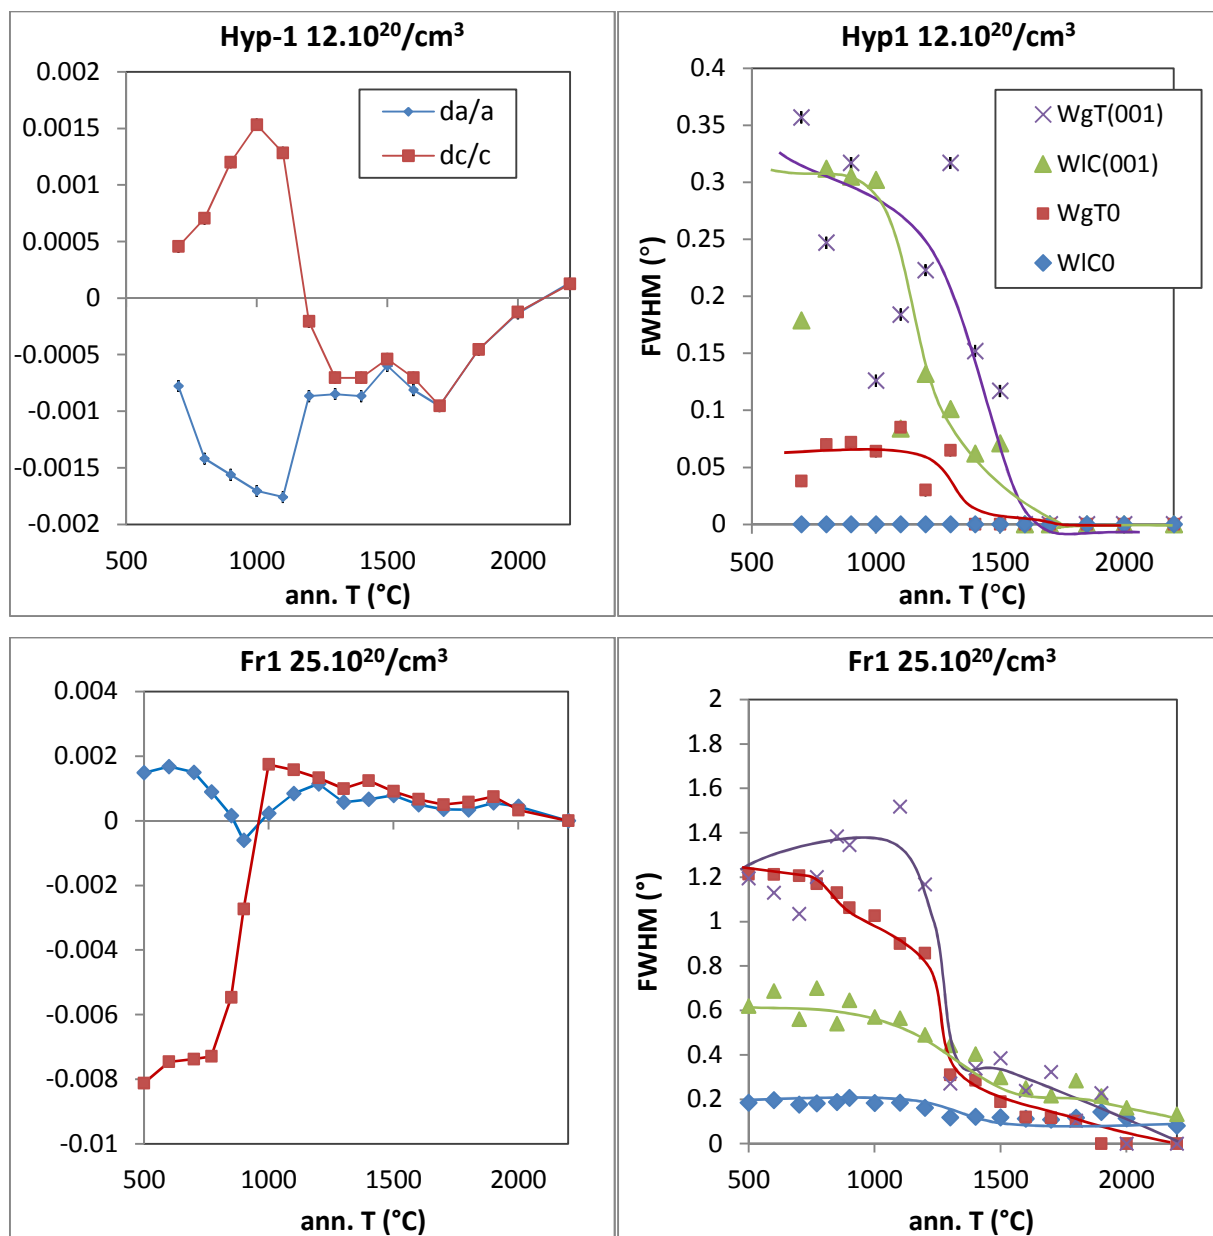 Hyp-1 12.10²⁰/cm³
0.002
0.0015
0.001
0.0005
0
-0.0005
-0.001
-0.0015
-0.002
da/a
dc/c
500 1000 1500 2000
ann. T (°C)
Hyp1 12.10²⁰/cm³
FWHM (°)
0.4
0.35
0.3
0.25
0.2
0.15
0.1
0.05
0
WgT(001)
WlC(001)
WgT0
WlC0
500 1000 1500 2000
ann. T (°C)
Fr1 25.10²⁰/cm³
0.004
0.002
0
-0.002
-0.004
-0.006
-0.008
-0.01
500 1000 1500 2000
ann. T (°C)
Fr1 25.10²⁰/cm³
FWHM (°)
2
1.8
1.6
1.4
1.2
1
0.8
0.6
0.4
0.2
0
500 1000 1500 2000
ann. T (°C)